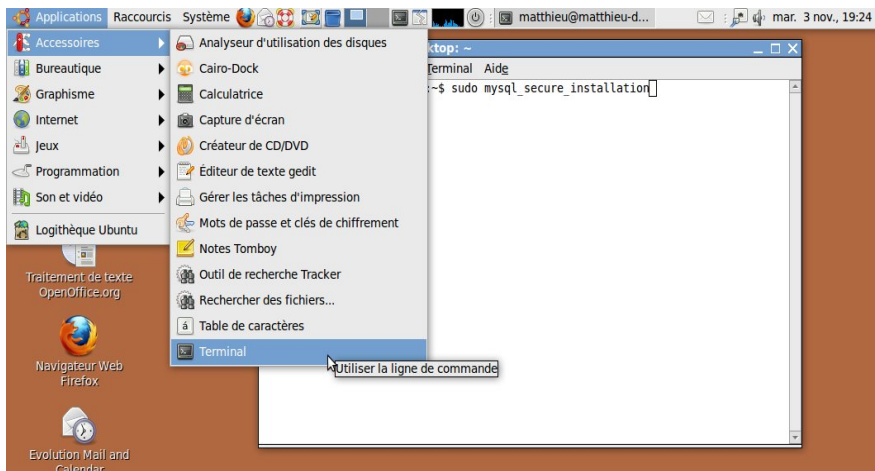 Applications Raccourcis Système matthieu@matthieu-d... mar. 3 nov., 19:24
Accessoires
Bureautique
Graphisme
Internet
Jeux
Programmation
Son et vidéo
Logithèque Ubuntu
Analyseur d'utilisation des disques
Cairo-Dock
Calculatrice
Capture d'écran
Créateur de CD/DVD
Éditeur de texte gedit
Gérer les tâches d'impression
Mots de passe et clés de chiffrement
Notes Tomboy
Outil de recherche Tracker
Rechercher des fichiers...
á Table de caractères
Terminal
Utiliser la ligne de commande
ktop: ~
Terminal Aide
:~$ sudo mysql_secure_installation
Traitement de texte
OpenOffice.org
Navigateur Web
Firefox
Evolution Mail and
Calendar